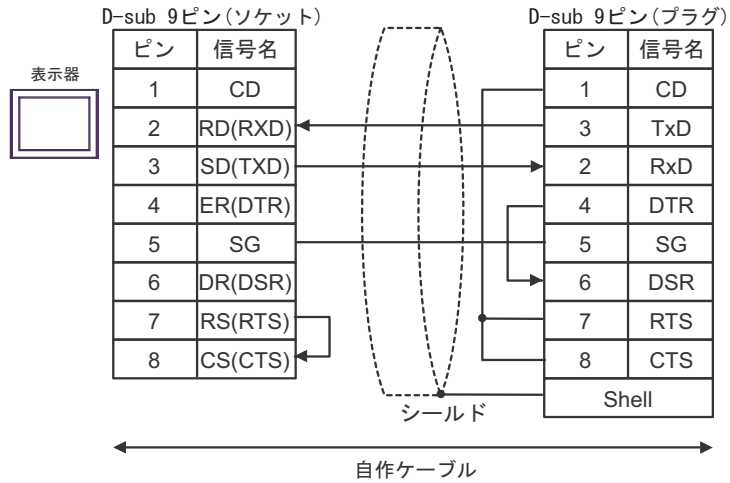 D-sub 9ピン(ソケット) D-sub 9ピン(プラグ)
ピン 信号名 ピン 信号名
表示器
1 CD 1 CD
2 RD(RXD) 3 TxD
3 SD(TXD) 2 RxD
4 ER(DTR) 4 DTR
5 SG 5 SG
6 DR(DSR) 6 DSR
7 RS(RTS) 7 RTS
8 CS(CTS) 8 CTS
シールド Shell
自作ケーブル